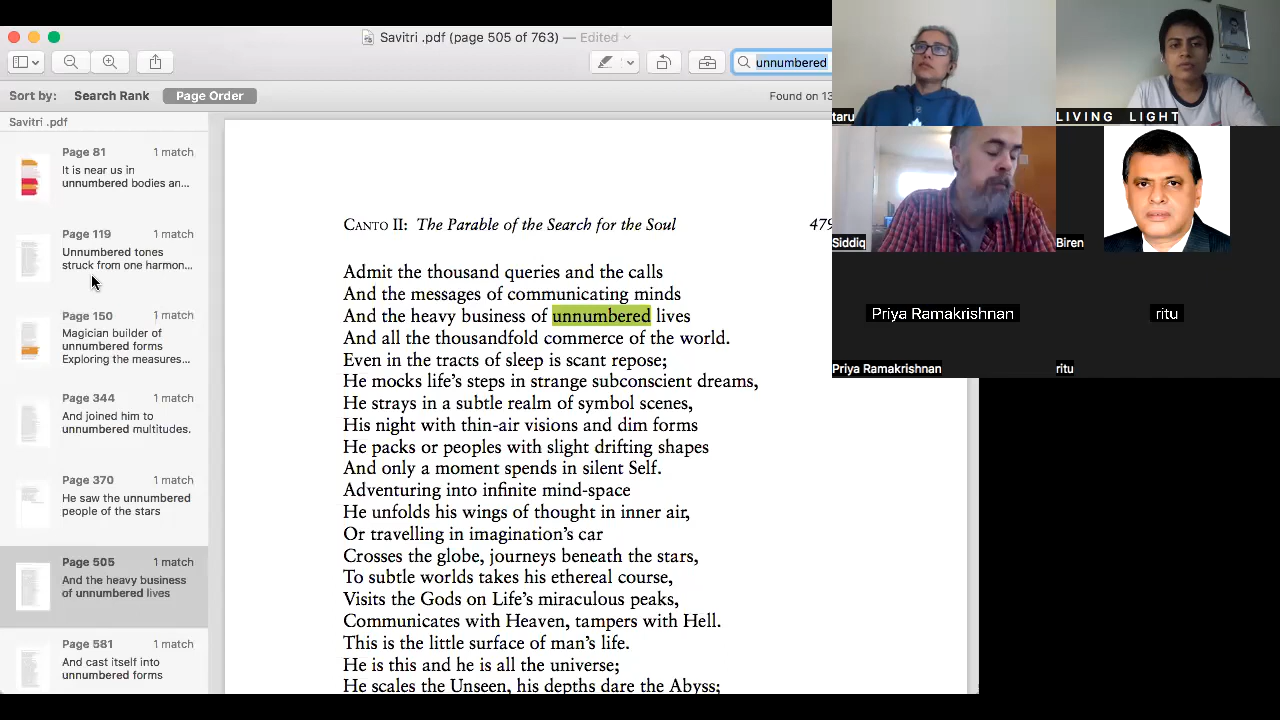 Savitri .pdf (page 505 of 763) — Edited
unnumbered
Sort by: Search Rank Page Order
Found on 13
Savitri .pdf
Page 81 1 match
It is near us in
unnumbered bodies an...
Page 119 1 match
Unnumbered tones
struck from one harmon...
Page 150 1 match
Magician builder of
unnumbered forms
Exploring the measures...
Page 344 1 match
And joined him to
unnumbered multitudes.
Page 370 1 match
He saw the unnumbered
people of the stars
Page 505 1 match
And the heavy business
of unnumbered lives
Page 581 1 match
And cast itself into
unnumbered forms
CANTO II: The Parable of the Search for the Soul 479
Admit the thousand queries and the calls
And the messages of communicating minds
And the heavy business of unnumbered lives
And all the thousandfold commerce of the world.
Even in the tracts of sleep is scant repose;
He mocks life’s steps in strange subconscient dreams,
He strays in a subtle realm of symbol scenes,
His night with thin-air visions and dim forms
He packs or peoples with slight drifting shapes
And only a moment spends in silent Self.
Adventuring into infinite mind-space
He unfolds his wings of thought in inner air,
Or travelling in imagination’s car
Crosses the globe, journeys beneath the stars,
To subtle worlds takes his ethereal course,
Visits the Gods on Life’s miraculous peaks,
Communicates with Heaven, tampers with Hell.
This is the little surface of man’s life.
He is this and he is all the universe;
He scales the Unseen, his depths dare the Abyss;
taru
LIVING LIGHT
Siddiq
Biren
Priya Ramakrishnan
ritu
Priya Ramakrishnan
ritu